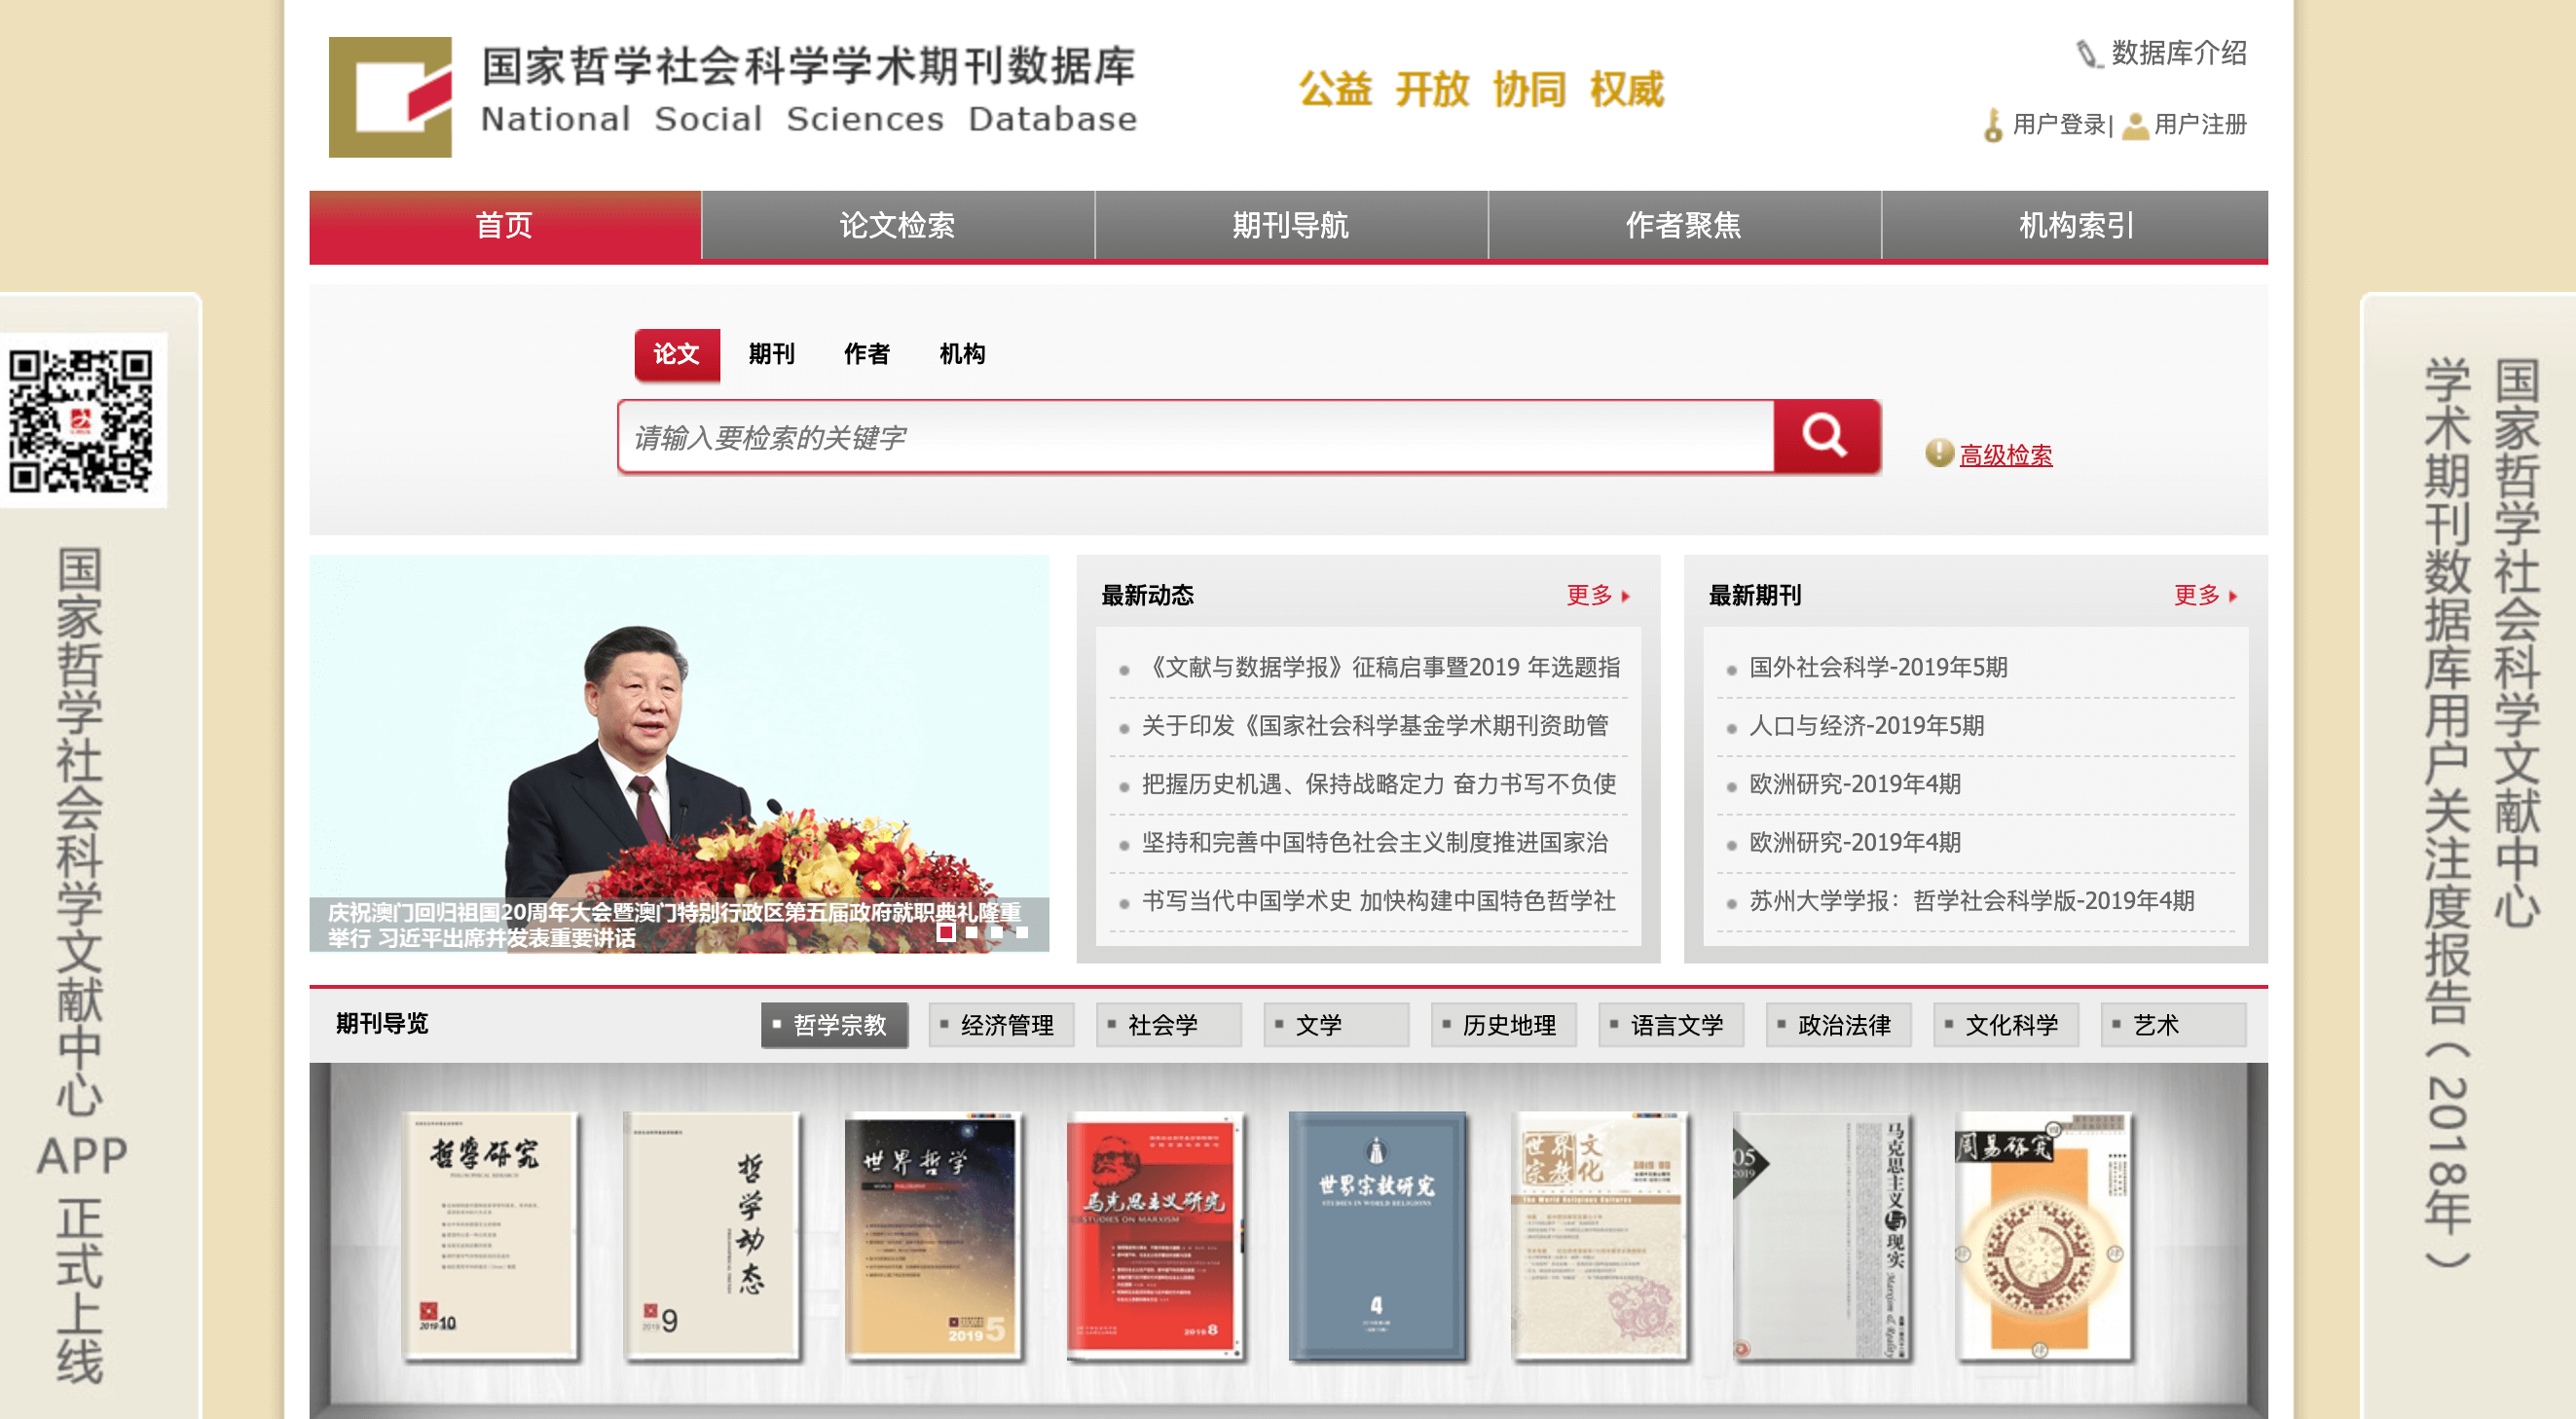 国家哲学社会科学学术期刊数据库
National Social Sciences Database
公益 开放 协同 权威
数据库介绍
用户登录| 用户注册
首页
论文检索
期刊导航
作者聚焦
机构索引
论文
期刊
作者
机构
请输入要检索的关键字
高级检索
国家哲学社会科学文献中心
APP
正式上线
国家哲学社会科学文献中心
学术期刊数据库用户关注度报告（2018年）
庆祝澳门回归祖国20周年大会暨澳门特别行政区第五届政府就职典礼隆重
举行 习近平出席并发表重要讲话
最新动态
更多
《文献与数据学报》征稿启事暨2019 年选题指
关于印发《国家社会科学基金学术期刊资助管
把握历史机遇、保持战略定力 奋力书写不负使
坚持和完善中国特色社会主义制度推进国家治
书写当代中国学术史 加快构建中国特色哲学社
最新期刊
更多
国外社会科学-2019年5期
人口与经济-2019年5期
欧洲研究-2019年4期
欧洲研究-2019年4期
苏州大学学报：哲学社会科学版-2019年4期
期刊导览
哲学宗教
经济管理
社会学
文学
历史地理
语言文学
政治法律
文化科学
艺术
哲学研究
PHILOSOPHICAL RESEARCH
2019 10
哲学动态
2019 9
世界哲学
WORLD PHILOSOPHY
2019 5
马克思主义研究
STUDIES ON MARXISM
2019 8
世界宗教研究
STUDIES IN WORLD RELIGIONS
4
世界宗教文化
The World Religious Cultures
05
2019
马克思主义与现实
Marxism & Reality
周易研究